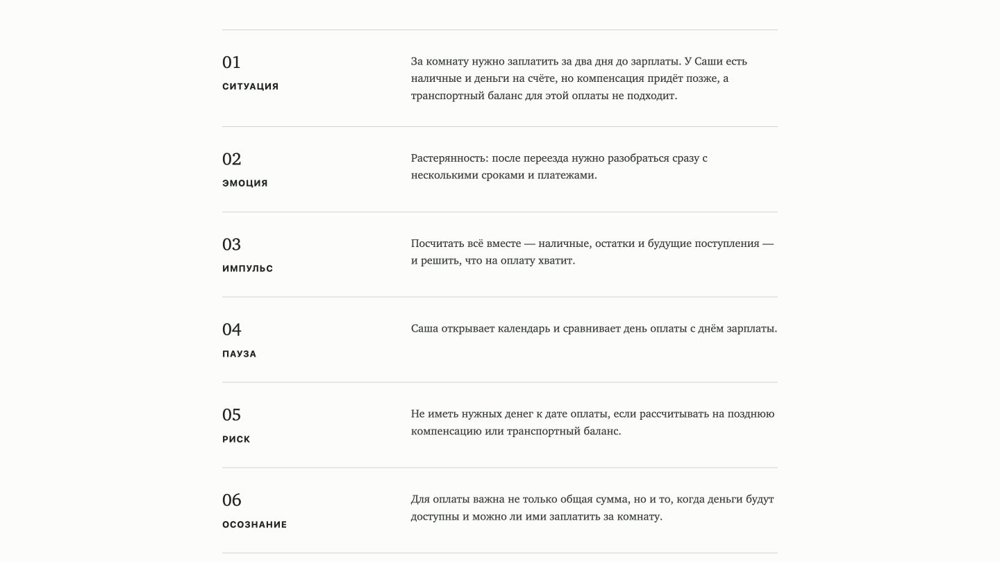 01
СИТУАЦИЯ
За комнату нужно заплатить за два дня до зарплаты. У Саши есть
наличные и деньги на счёте, но компенсация придёт позже, а
транспортный баланс для этой оплаты не подходит.
02
ЭМОЦИЯ
Растерянность: после переезда нужно разобраться сразу с
несколькими сроками и платежами.
03
ИМПУЛЬС
Посчитать всё вместе — наличные, остатки и будущие поступления —
и решить, что на оплату хватит.
04
ПАУЗА
Саша открывает календарь и сравнивает день оплаты с днём зарплаты.
05
РИСК
Не иметь нужных денег к дате оплаты, если рассчитывать на позднюю
компенсацию или транспортный баланс.
06
ОСОЗНАНИЕ
Для оплаты важна не только общая сумма, но и то, когда деньги будут
доступны и можно ли ими заплатить за комнату.